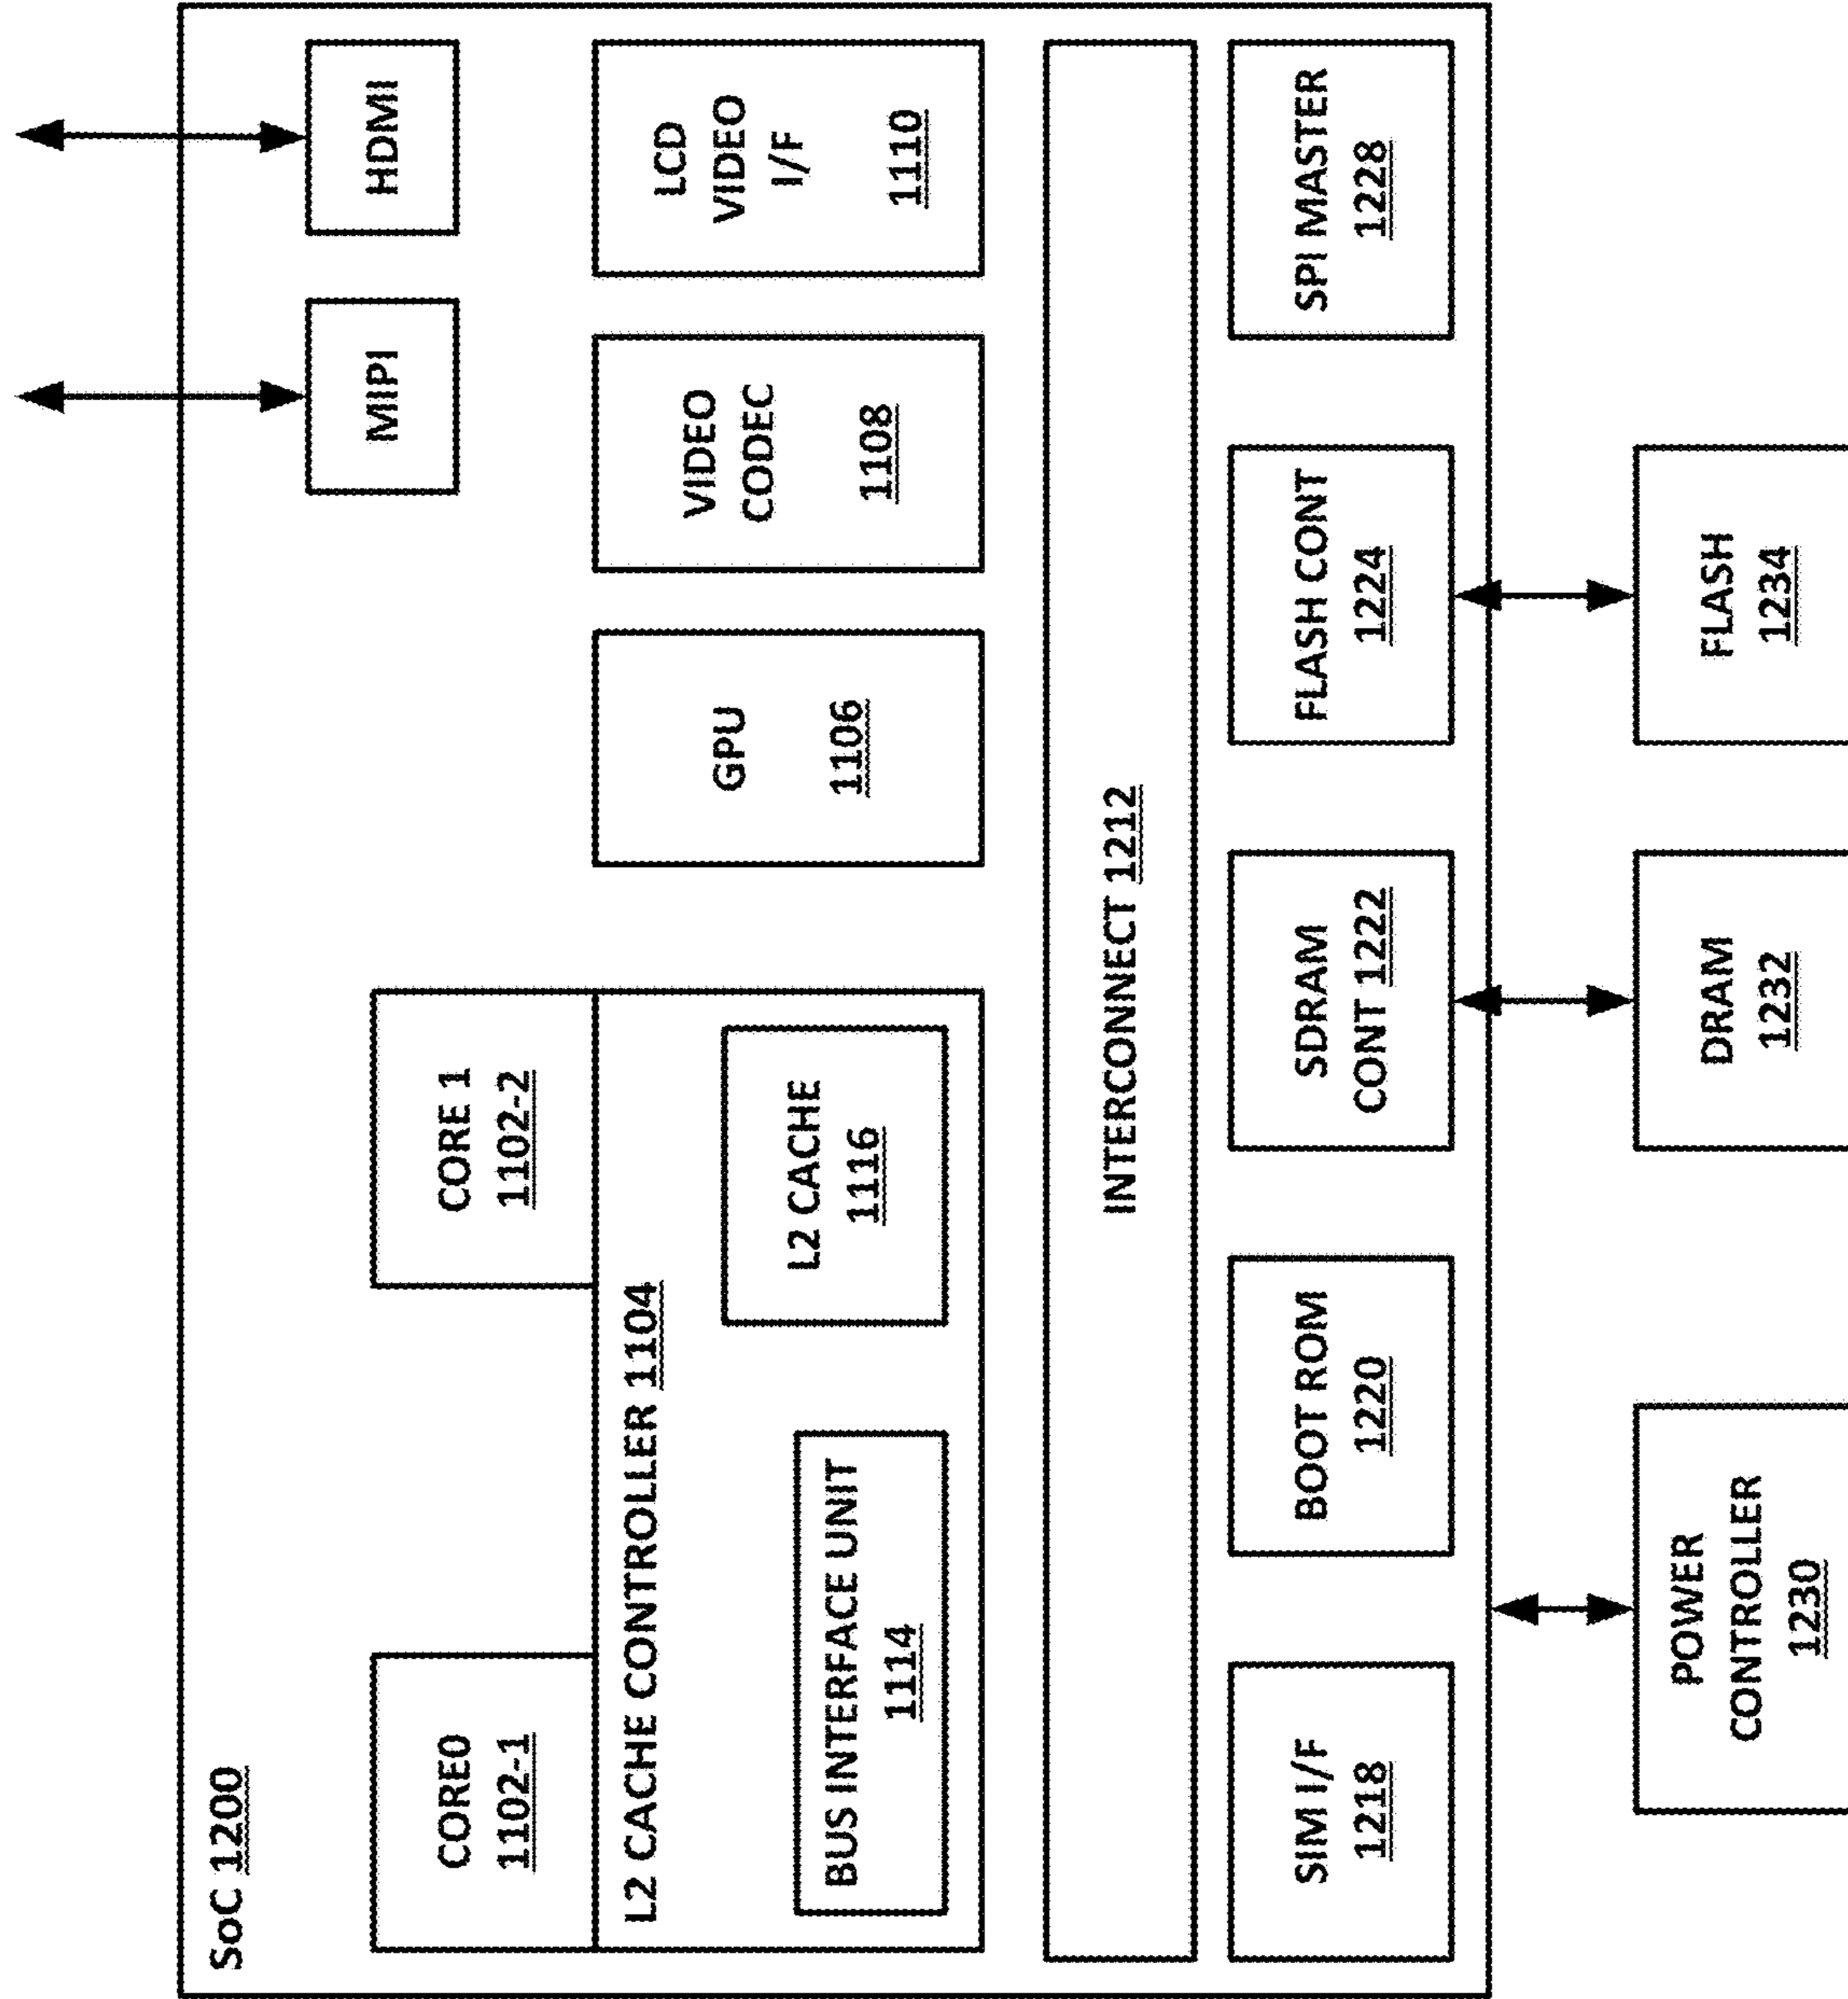 SoC 1200
MIPI
HDMI
CORE0
1102-1
CORE 1
1102-2
L2 CACHE CONTROLLER 1104
BUS INTERFACE UNIT
1114
L2 CACHE
1116
GPU
1106
VIDEO
CODEC
1108
LCD
VIDEO
I/F
1110
INTERCONNECT 1212
SIM I/F
1218
BOOT ROM
1220
SDRAM
CONT 1222
FLASH CONT
1224
SPI MASTER
1228
POWER
CONTROLLER
1230
DRAM
1232
FLASH
1234